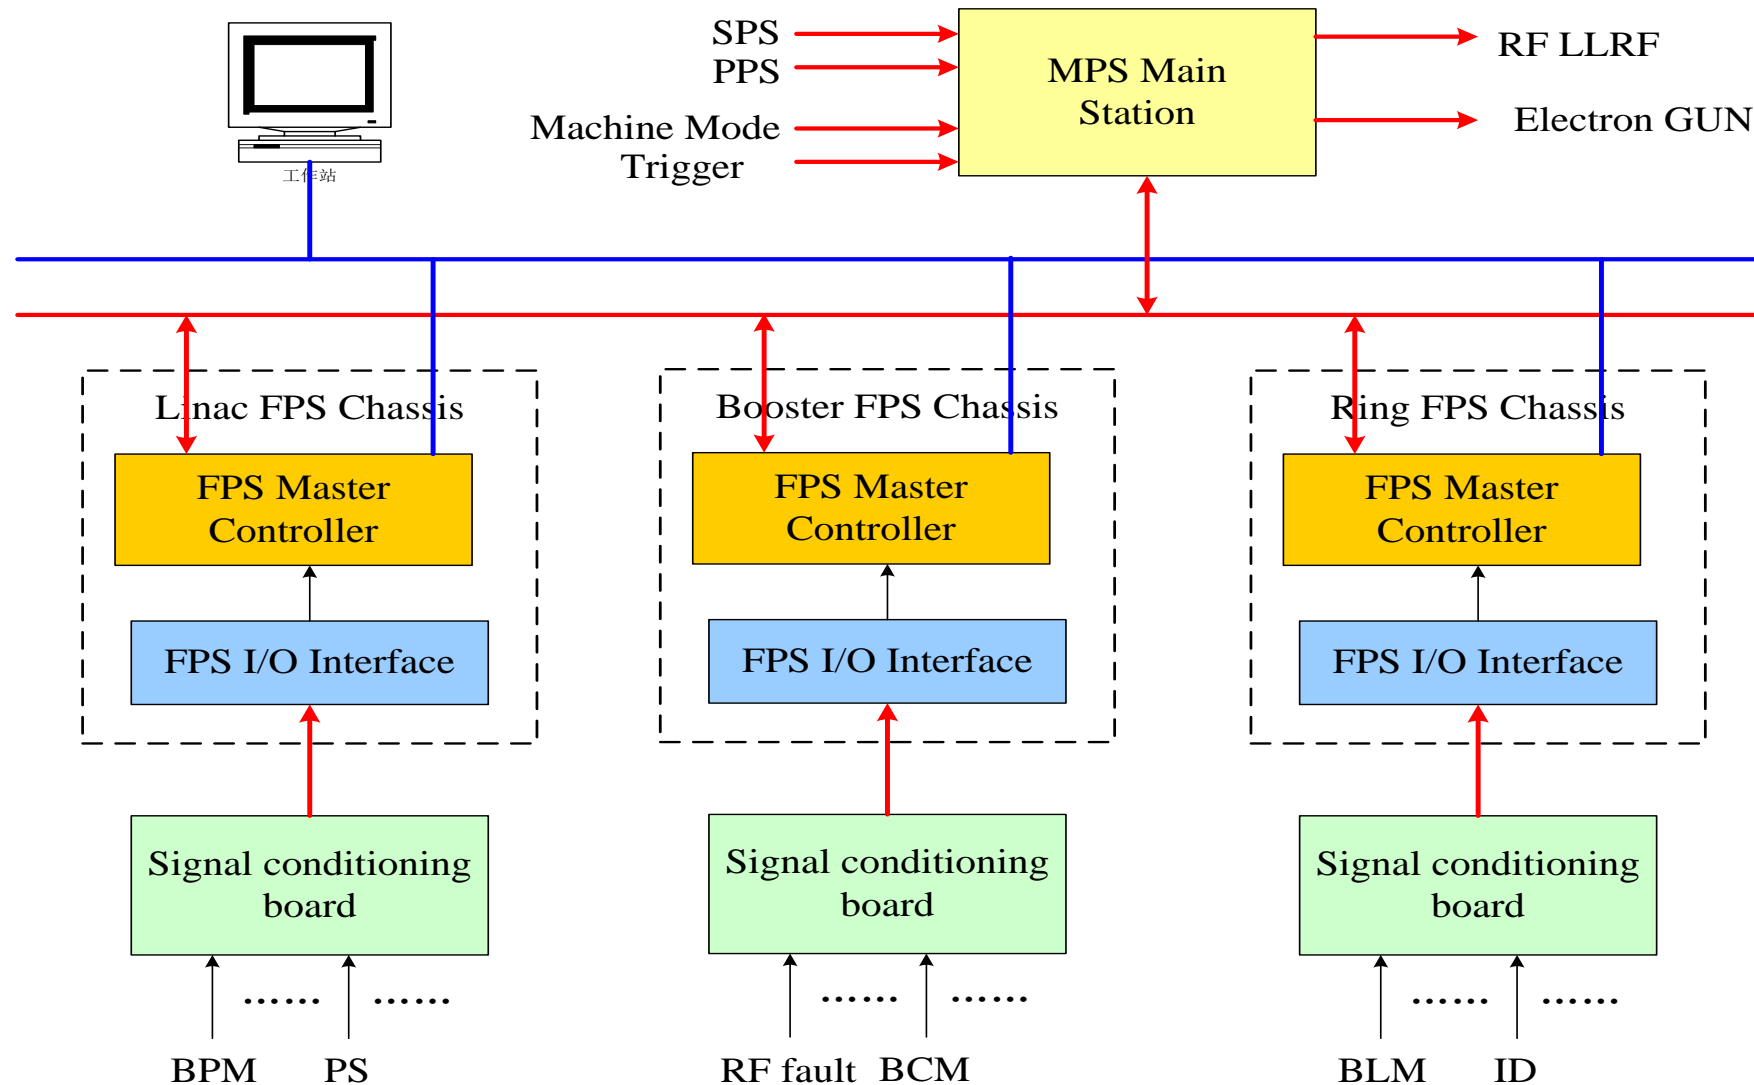 SPS
PPS
Machine Mode
Trigger
MPS Main
Station
RF LLRF
Electron GUN
工作站
Linac FPS Chassis
FPS Master
Controller
FPS I/O Interface
Signal conditioning
board
BPM
......
PS
......
Booster FPS Chassis
FPS Master
Controller
FPS I/O Interface
Signal conditioning
board
RF fault
......
BCM
......
Ring FPS Chassis
FPS Master
Controller
FPS I/O Interface
Signal conditioning
board
BLM
......
ID
......